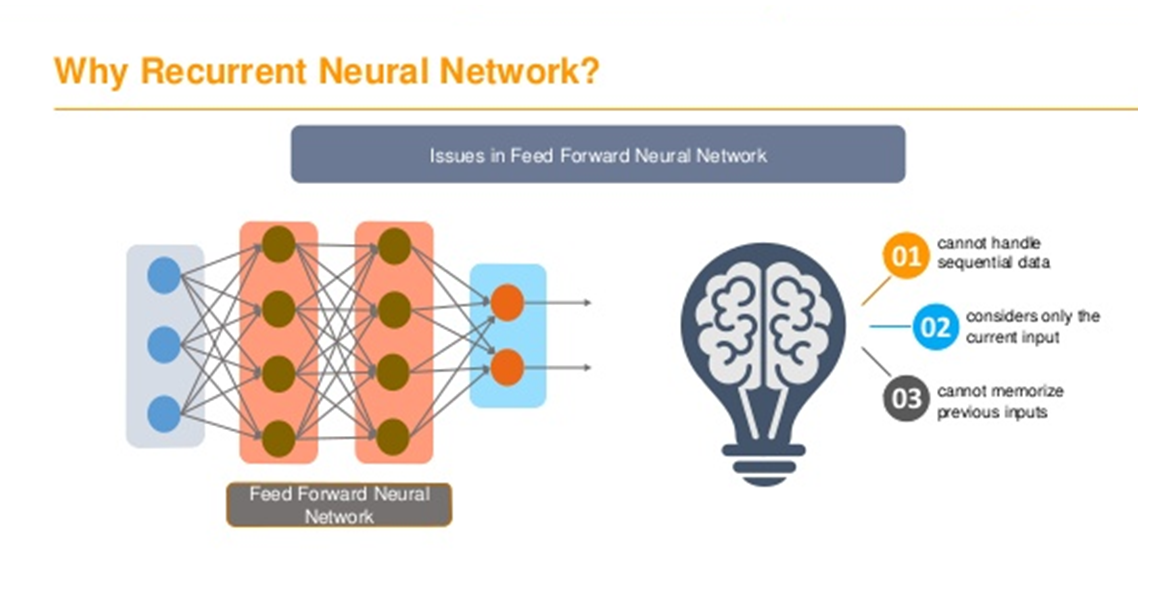 Why Recurrent Neural Network?
Issues in Feed Forward Neural Network
Feed Forward Neural
Network
01
cannot handle
sequential data
02
considers only the
current input
03
cannot memorize
previous inputs